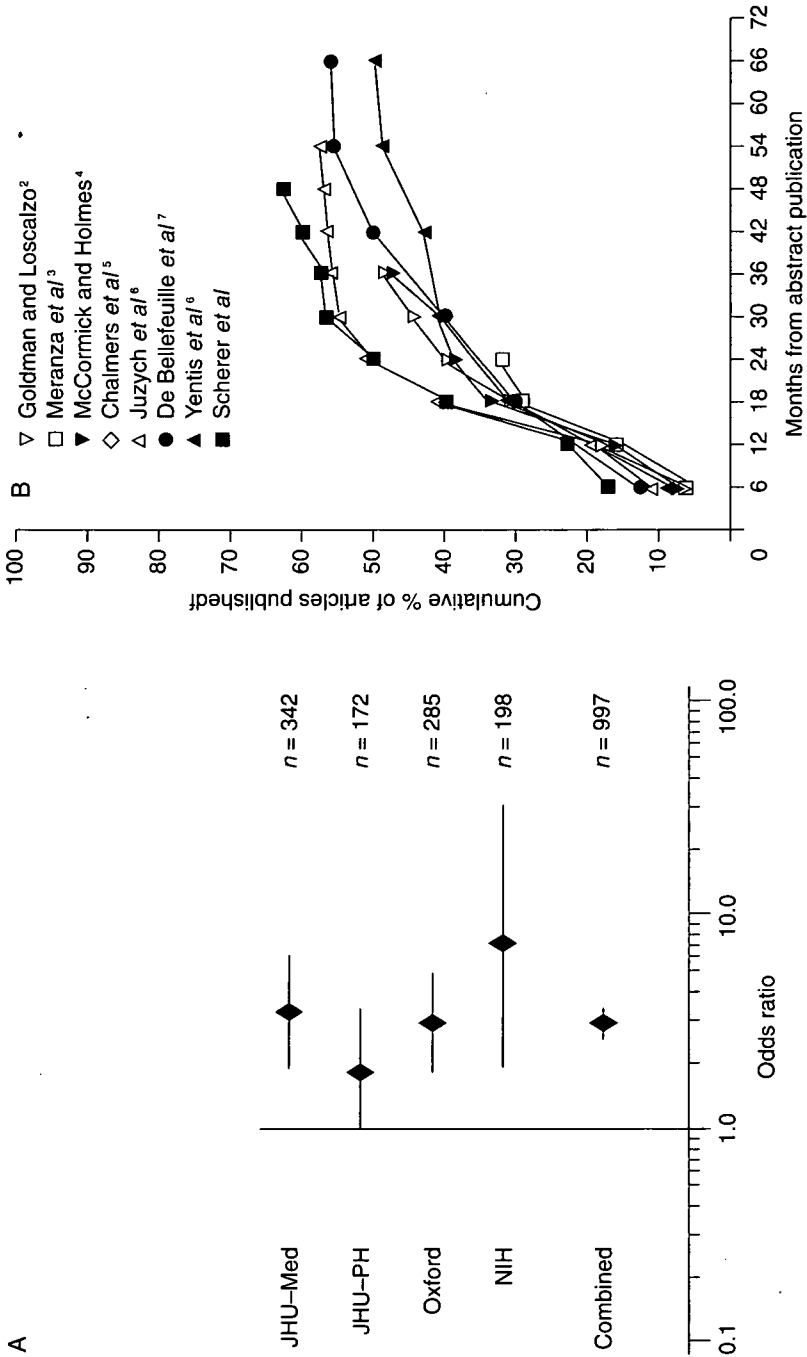 A
JHU–Med
n = 342
JHU–PH
n = 172
Oxford
n = 285
NIH
n = 198
Combined
n = 997
0.1
1.0
10.0
100.0
Odds ratio
B
Goldman and Loscalzo²
Meranza et al³
McCormick and Holmes⁴
Chalmers et al⁵
Juzych et al⁶
De Bellefeuille et al⁷
Yentis et al⁶
Scherer et al
100
90
80
70
60
50
40
30
20
10
Cumulative % of articles published
0
6
12
18
24
30
36
42
48
54
60
66
72
Months from abstract publication